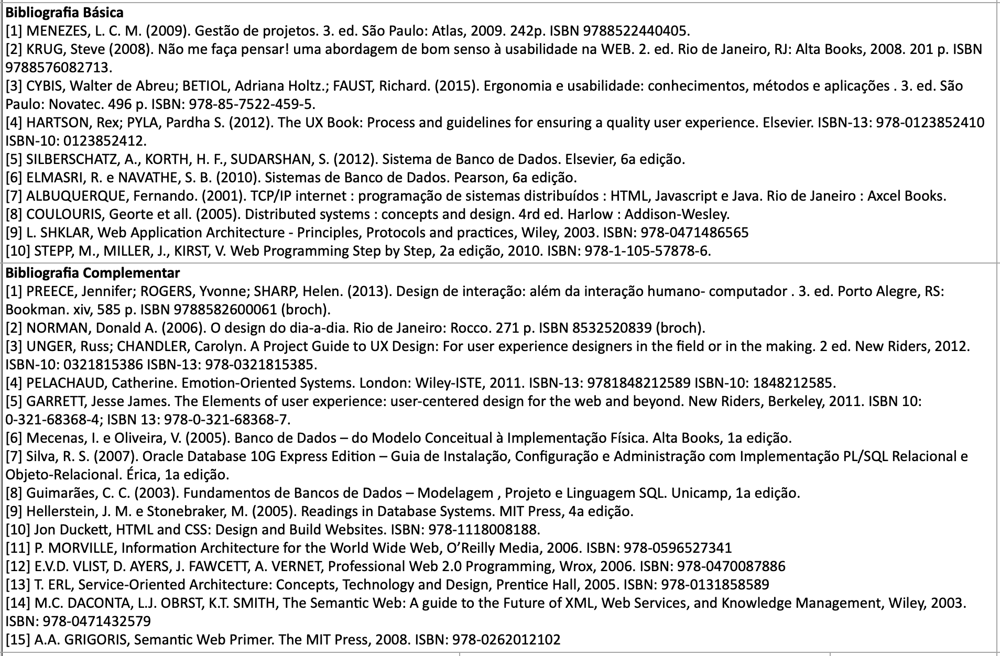 Bibliografia Básica
[1] MENEZES, L. C. M. (2009). Gestão de projetos. 3. ed. São Paulo: Atlas, 2009. 242p. ISBN 9788522440405.
[2] KRUG, Steve (2008). Não me faça pensar! uma abordagem de bom senso à usabilidade na WEB. 2. ed. Rio de Janeiro, RJ: Alta Books, 2008. 201 p. ISBN
9788576082713.
[3] CYBIS, Walter de Abreu; BETIOL, Adriana Holtz.; FAUST, Richard. (2015). Ergonomia e usabilidade: conhecimentos, métodos e aplicações . 3. ed. São
Paulo: Novatec. 496 p. ISBN: 978-85-7522-459-5.
[4] HARTSON, Rex; PYLA, Pardha S. (2012). The UX Book: Process and guidelines for ensuring a quality user experience. Elsevier. ISBN-13: 978-0123852410
ISBN-10: 0123852412.
[5] SILBERSCHATZ, A., KORTH, H. F., SUDARSHAN, S. (2012). Sistema de Banco de Dados. Elsevier, 6a edição.
[6] ELMASRI, R. e NAVATHE, S. B. (2010). Sistemas de Banco de Dados. Pearson, 6a edição.
[7] ALBUQUERQUE, Fernando. (2001). TCP/IP internet : programação de sistemas distribuídos : HTML, Javascript e Java. Rio de Janeiro : Axcel Books.
[8] COULOURIS, Georte et all. (2005). Distributed systems : concepts and design. 4rd ed. Harlow : Addison-Wesley.
[9] L. SHKLAR, Web Application Architecture - Principles, Protocols and practices, Wiley, 2003. ISBN: 978-0471486565
[10] STEPP, M., MILLER, J., KIRST, V. Web Programming Step by Step, 2a edição, 2010. ISBN: 978-1-105-57878-6.
Bibliografia Complementar
[1] PREECE, Jennifer; ROGERS, Yvonne; SHARP, Helen. (2013). Design de interação: além da interação humano- computador . 3. ed. Porto Alegre, RS:
Bookman. xiv, 585 p. ISBN 9788582600061 (broch).
[2] NORMAN, Donald A. (2006). O design do dia-a-dia. Rio de Janeiro: Rocco. 271 p. ISBN 8532520839 (broch).
[3] UNGER, Russ; CHANDLER, Carolyn. A Project Guide to UX Design: For user experience designers in the field or in the making. 2 ed. New Riders, 2012.
ISBN-10: 0321815386 ISBN-13: 978-0321815385.
[4] PELACHAUD, Catherine. Emotion-Oriented Systems. London: Wiley-ISTE, 2011. ISBN-13: 9781848212589 ISBN-10: 1848212585.
[5] GARRETT, Jesse James. The Elements of user experience: user-centered design for the web and beyond. New Riders, Berkeley, 2011. ISBN 10:
0-321-68368-4; ISBN 13: 978-0-321-68368-7.
[6] Mecenas, I. e Oliveira, V. (2005). Banco de Dados – do Modelo Conceitual à Implementação Física. Alta Books, 1a edição.
[7] Silva, R. S. (2007). Oracle Database 10G Express Edition – Guia de Instalação, Configuração e Administração com Implementação PL/SQL Relacional e
Objeto-Relacional. Érica, 1a edição.
[8] Guimarães, C. C. (2003). Fundamentos de Bancos de Dados – Modelagem , Projeto e Linguagem SQL. Unicamp, 1a edição.
[9] Hellerstein, J. M. e Stonebraker, M. (2005). Readings in Database Systems. MIT Press, 4a edição.
[10] Jon Duckett, HTML and CSS: Design and Build Websites. ISBN: 978-1118008188.
[11] P. MORVILLE, Information Architecture for the World Wide Web, O’Reilly Media, 2006. ISBN: 978-0596527341
[12] E.V.D. VLIST, D. AYERS, J. FAWCETT, A. VERNET, Professional Web 2.0 Programming, Wrox, 2006. ISBN: 978-0470087886
[13] T. ERL, Service-Oriented Architecture: Concepts, Technology and Design, Prentice Hall, 2005. ISBN: 978-0131858589
[14] M.C. DACONTA, L.J. OBRST, K.T. SMITH, The Semantic Web: A guide to the Future of XML, Web Services, and Knowledge Management, Wiley, 2003.
ISBN: 978-0471432579
[15] A.A. GRIGORIS, Semantic Web Primer. The MIT Press, 2008. ISBN: 978-0262012102